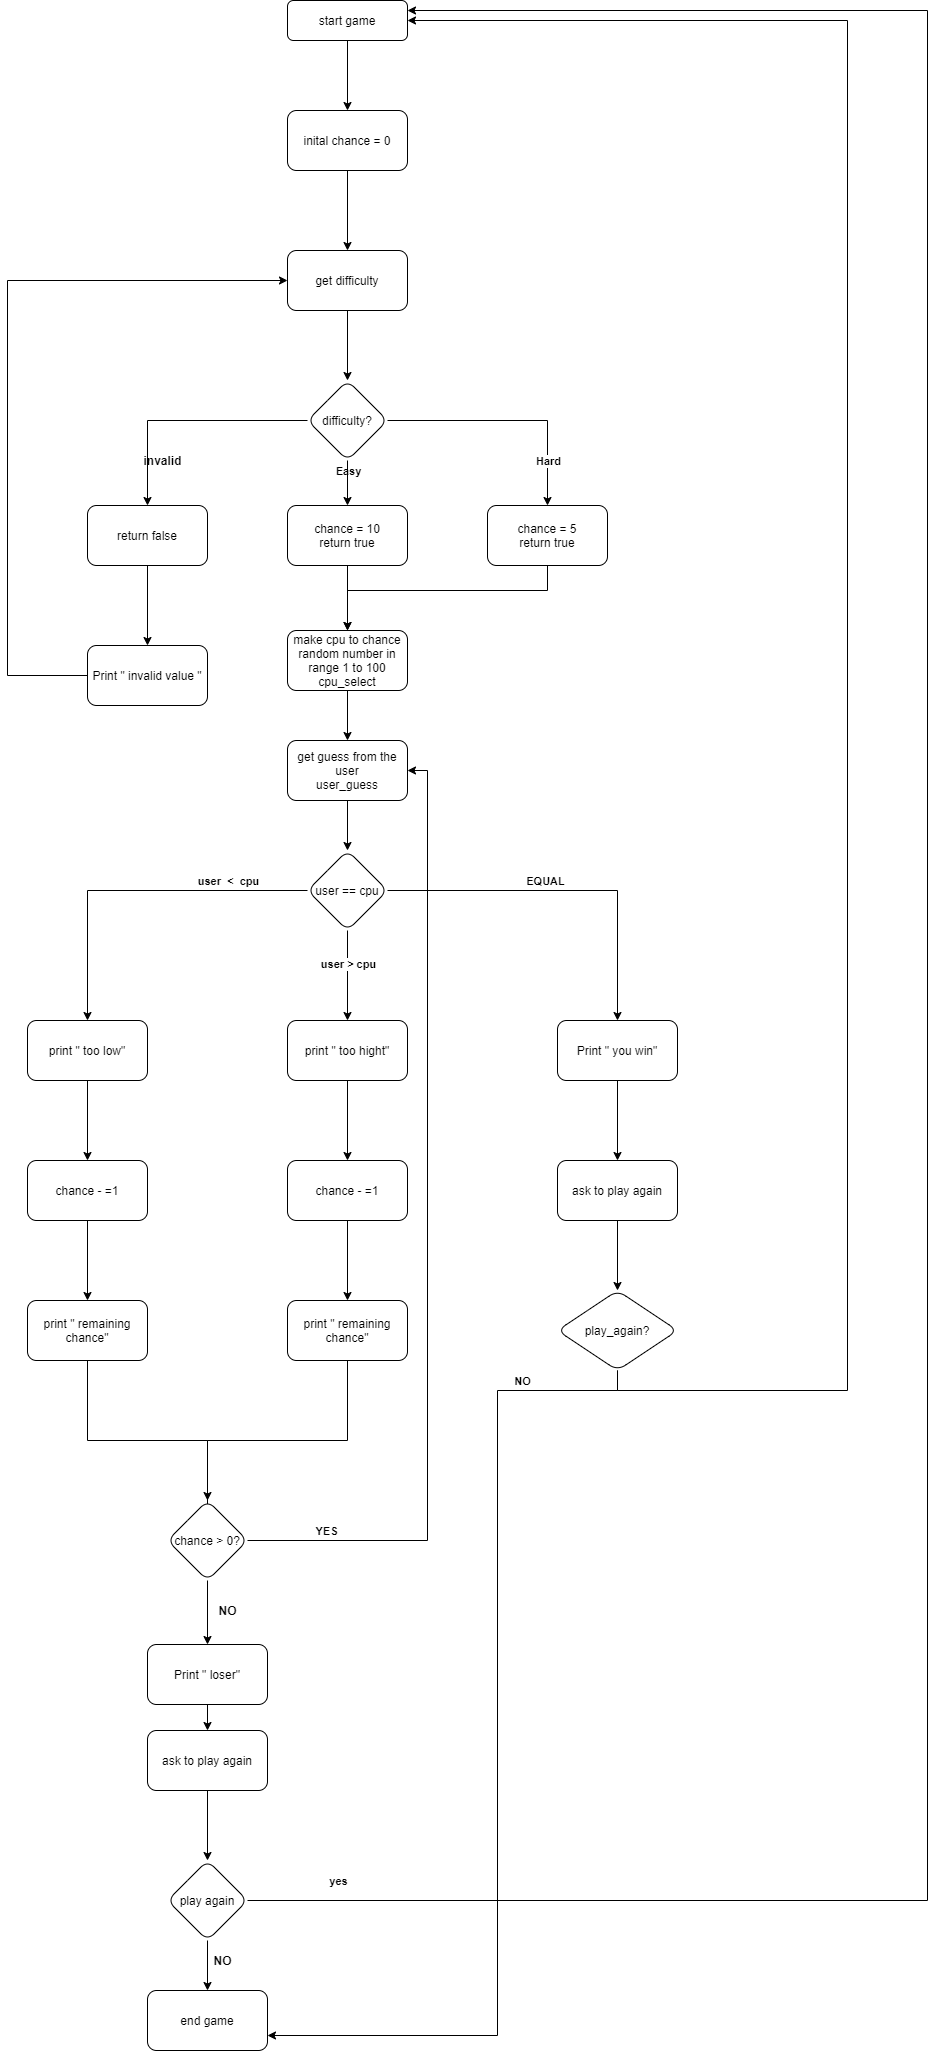 start game
inital chance = 0
get difficulty
difficulty?
invalid
Easy
Hard
return false
chance = 10
return true
chance = 5
return true
make cpu to chance
random number in
range 1 to 100
cpu_select
Print " invalid value "
get guess from the
user
user_guess
user < cpu
user == cpu
EQUAL
user > cpu
print " too low"
print " too hight"
Print " you win"
chance - =1
chance - =1
ask to play again
print " remaining
chance"
print " remaining
chance"
play_again?
NO
chance > 0?
YES
NO
Print " loser"
ask to play again
play again
yes
NO
end game